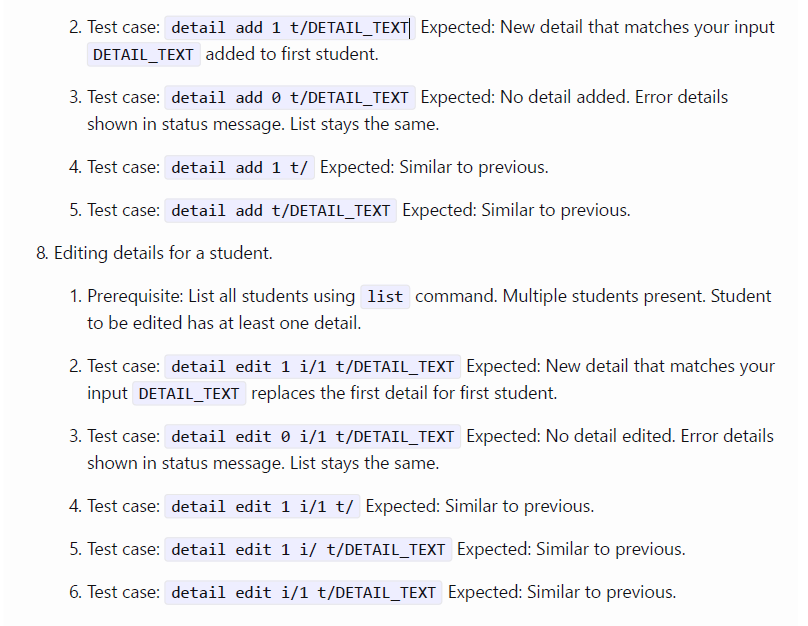 2. Test case: detail add 1 t/DETAIL_TEXT Expected: New detail that matches your input
DETAIL_TEXT added to first student.
3. Test case: detail add 0 t/DETAIL_TEXT Expected: No detail added. Error details
shown in status message. List stays the same.
4. Test case: detail add 1 t/ Expected: Similar to previous.
5. Test case: detail add t/DETAIL_TEXT Expected: Similar to previous.
8. Editing details for a student.
1. Prerequisite: List all students using list command. Multiple students present. Student
to be edited has at least one detail.
2. Test case: detail edit 1 i/1 t/DETAIL_TEXT Expected: New detail that matches your
input DETAIL_TEXT replaces the first detail for first student.
3. Test case: detail edit 0 i/1 t/DETAIL_TEXT Expected: No detail edited. Error details
shown in status message. List stays the same.
4. Test case: detail edit 1 i/1 t/ Expected: Similar to previous.
5. Test case: detail edit 1 i/ t/DETAIL_TEXT Expected: Similar to previous.
6. Test case: detail edit i/1 t/DETAIL_TEXT Expected: Similar to previous.